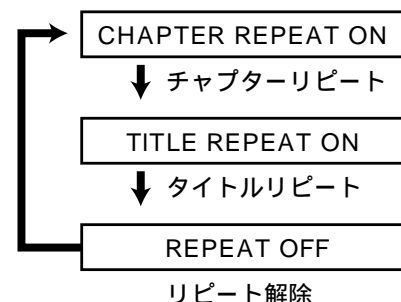 CHAPTER REPEAT ON
チャプターリピート
TITLE REPEAT ON
タイトルリピート
REPEAT OFF
リピート解除